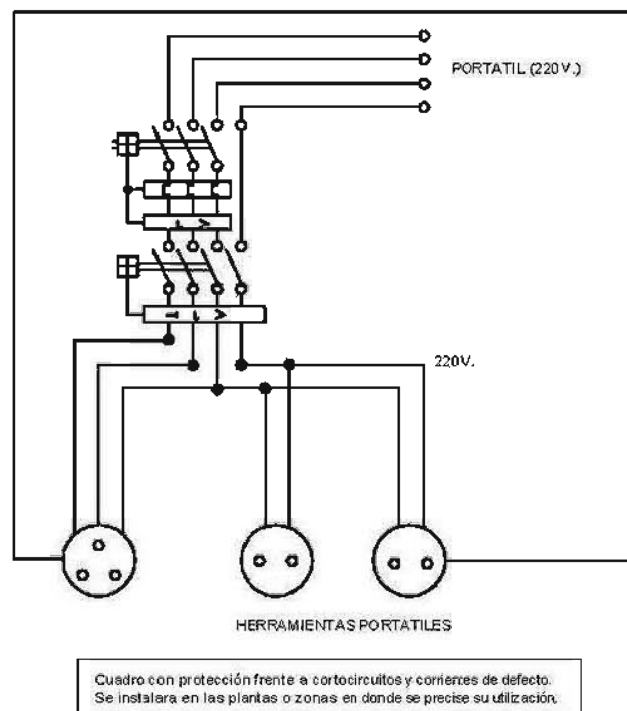 PORTATIL (220V.)
220V.
HERRAMIENTAS PORTATILES
Cuadro con protección frente a cortocircuitos y corrientes de defecto.
Se instalara en las plantas o zonas en donde se precise su utilización.